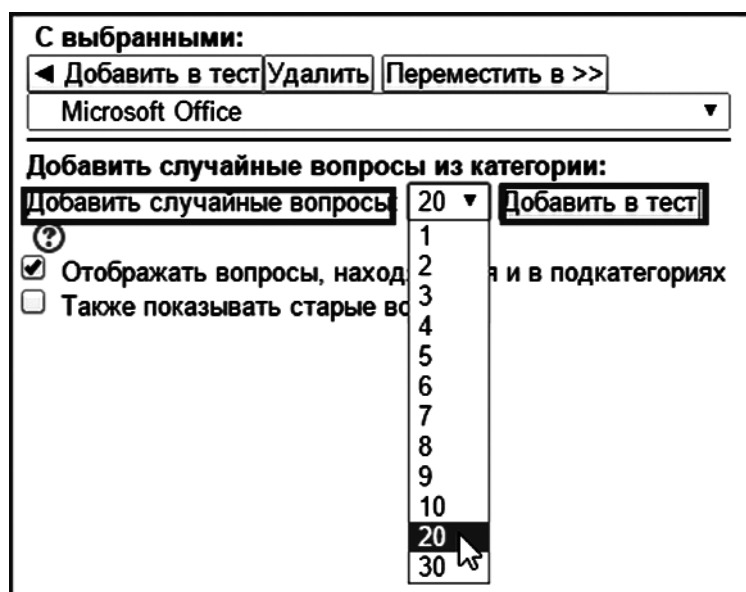 С выбранными:
◄ Добавить в тест Удалить Переместить в >>
Microsoft Office ▼
Добавить случайные вопросы из категории:
Добавить случайные вопросы: 20 ▼ Добавить в тест
?
1
Отображать вопросы, наход я и в подкатегориях
2
3
Также показывать старые во
4
5
6
7
8
9
10
20
30